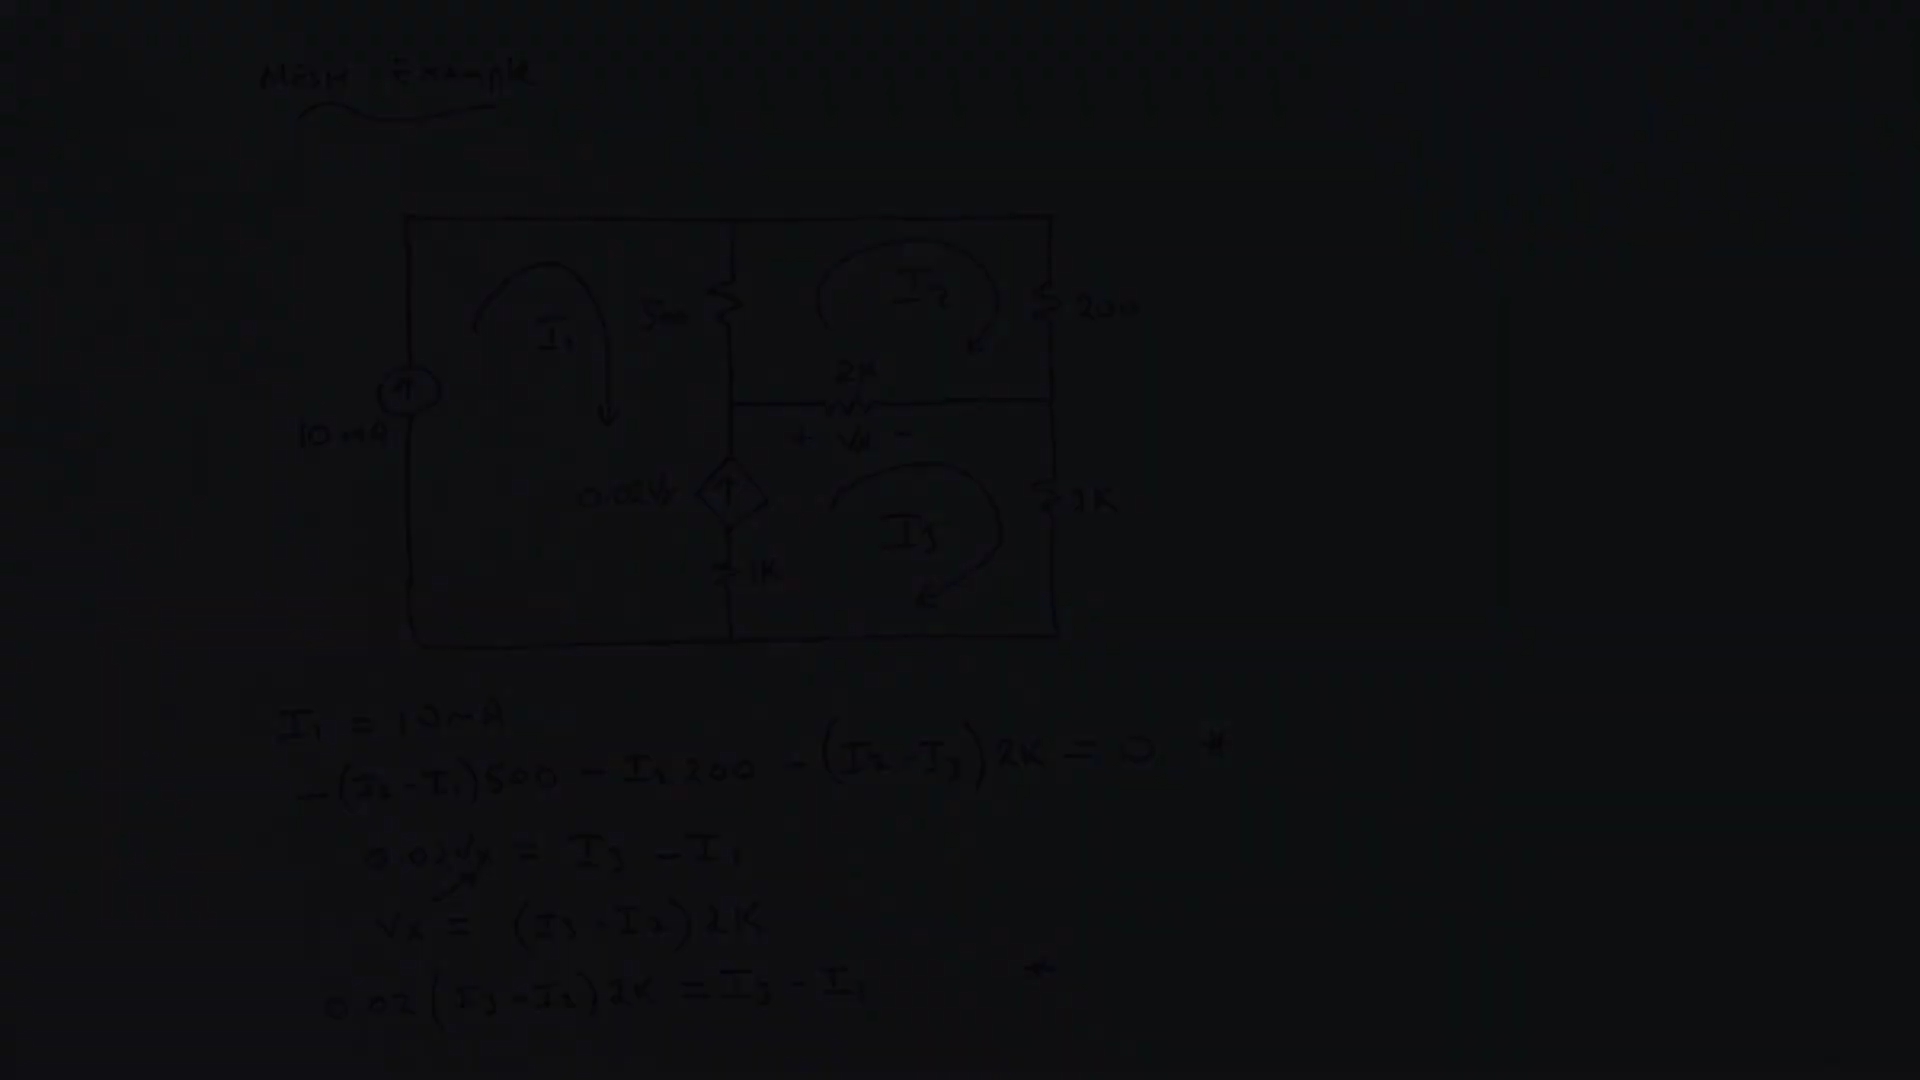 MESH Example
I₁
500
I₂
200
2K
10mA
+ Vx -
0.02Vx
I₃
1K
1K
I₁ = 10mA
-(I₂-I₁)500 - I₂ 200 - (I₂-I₃)2K = 0 *
0.02Vx = I₃ - I₁
Vx = (I₃-I₂)2K
0.02(I₃-I₂)2K = I₃ - I₁ *